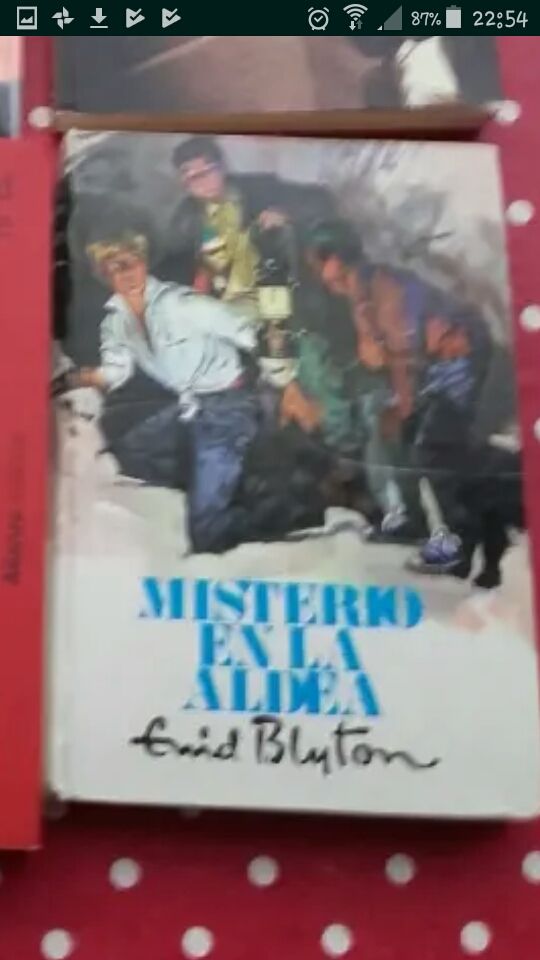 87% 22:54
MISTERIO
EN LA
ALDEA
Enid Blyton